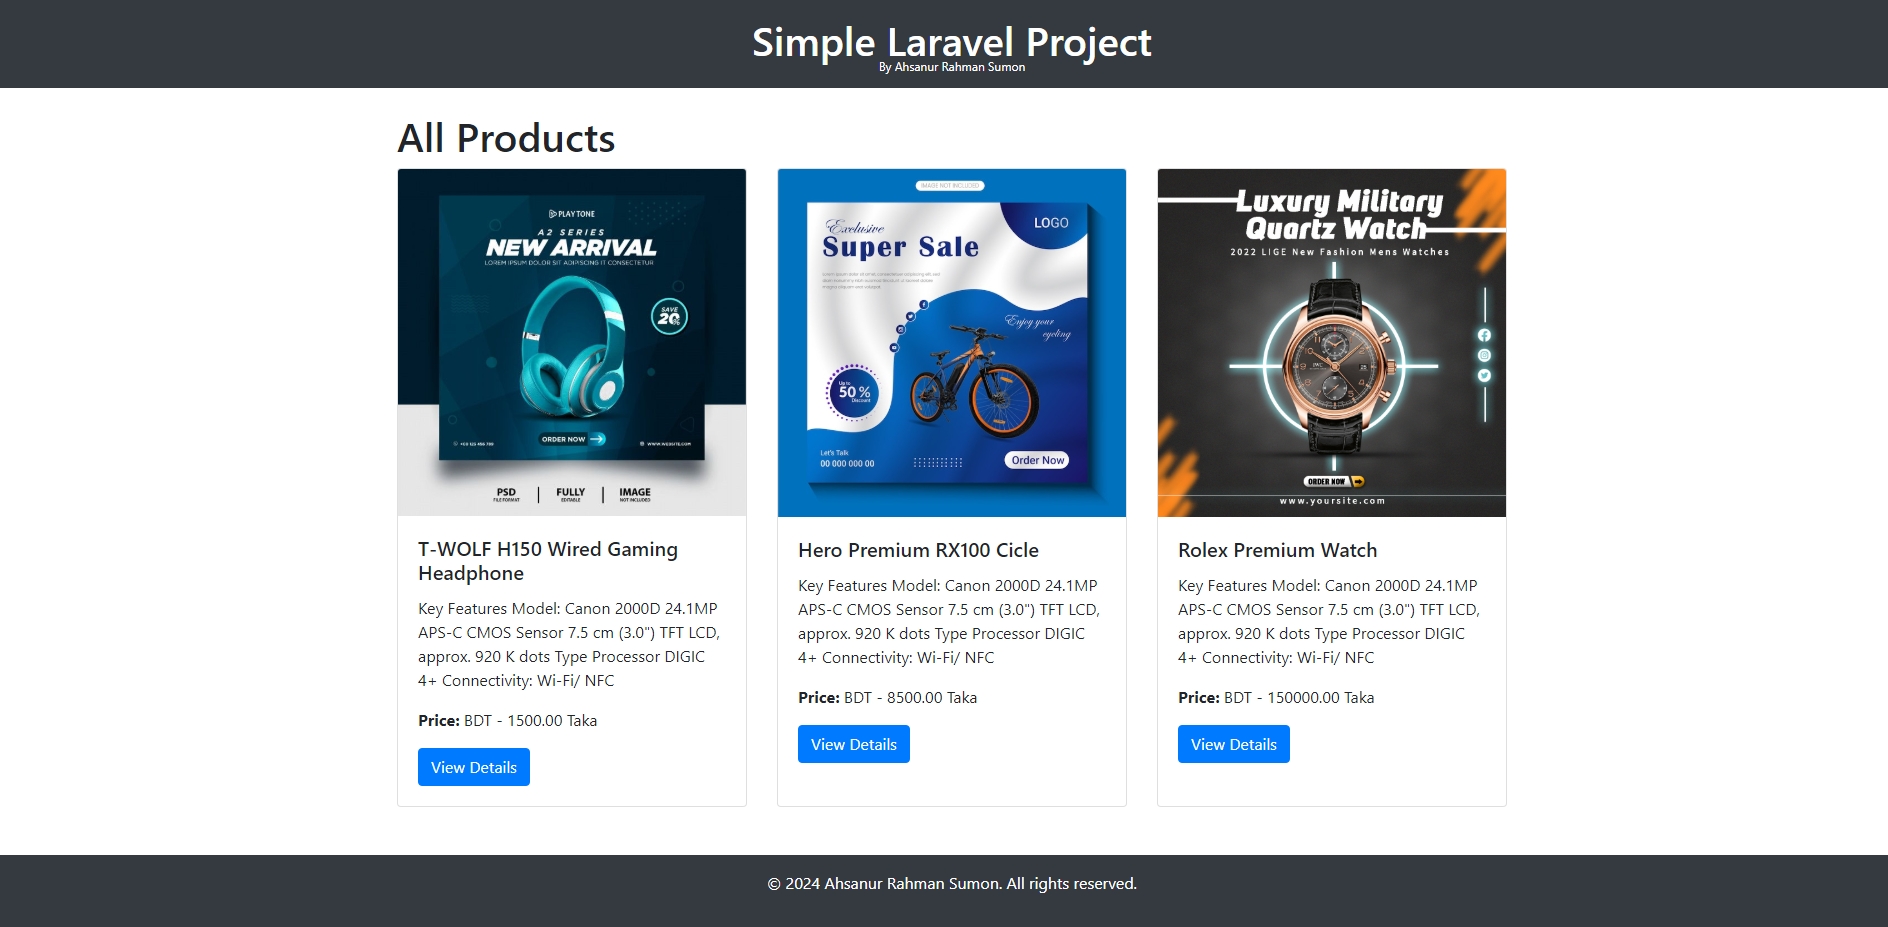 Simple Laravel Project
By Ahsanur Rahman Sumon
All Products
PLAYTONE
A2 SERIES
NEW ARRIVAL
LOREM IPSUM DOLOR SIT ADIPISCING IT CONSECTETUR
SAVE
20%
ORDER NOW
WWW.WEBSITE.COM
PSD
FILE FORMAT
FULLY
EDITABLE
IMAGE
NOT INCLUDED
T-WOLF H150 Wired Gaming
Headphone
Key Features Model: Canon 2000D 24.1MP
APS-C CMOS Sensor 7.5 cm (3.0") TFT LCD,
approx. 920 K dots Type Processor DIGIC
4+ Connectivity: Wi-Fi/ NFC
Price: BDT - 1500.00 Taka
View Details
IMAGE NOT INCLUDED
LOGO
Exclusive
Super Sale
Enjoy your
cycling
Up to
50 %
Discount
Let's Talk
00 000 000 00
Order Now
Hero Premium RX100 Cicle
Key Features Model: Canon 2000D 24.1MP
APS-C CMOS Sensor 7.5 cm (3.0") TFT LCD,
approx. 920 K dots Type Processor DIGIC
4+ Connectivity: Wi-Fi/ NFC
Price: BDT - 8500.00 Taka
View Details
Luxury Military
Quartz Watch
2022 LIGE New Fashion Mens Watches
ORDER NOW
www.yoursite.com
Rolex Premium Watch
Key Features Model: Canon 2000D 24.1MP
APS-C CMOS Sensor 7.5 cm (3.0") TFT LCD,
approx. 920 K dots Type Processor DIGIC
4+ Connectivity: Wi-Fi/ NFC
Price: BDT - 150000.00 Taka
View Details
© 2024 Ahsanur Rahman Sumon. All rights reserved.